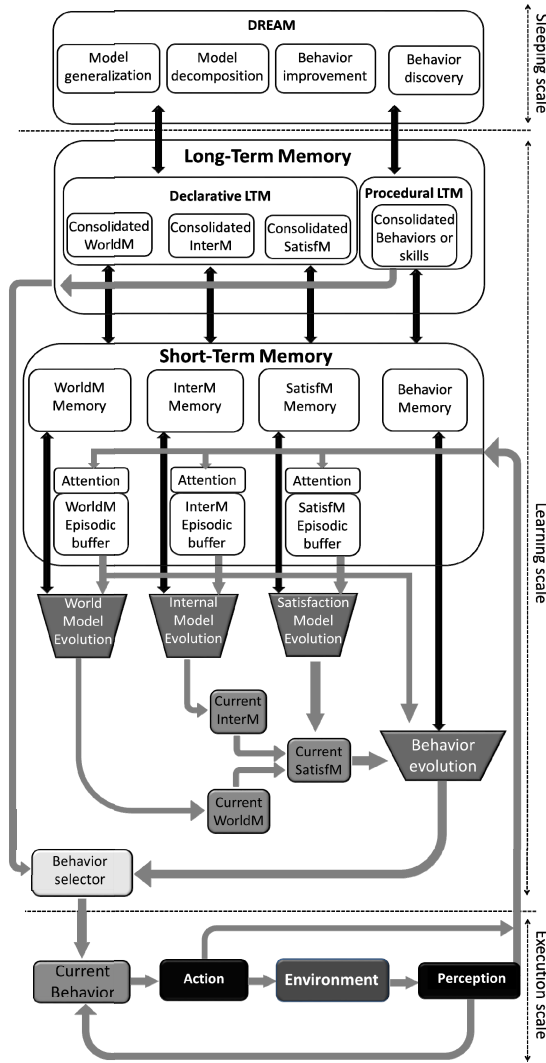 DREAM
Model
generalization
Model
decomposition
Behavior
improvement
Behavior
discovery
Sleeping scale
Long-Term Memory
Declarative LTM
Procedural LTM
Consolidated
WorldM
Consolidated
InterM
Consolidated
SatisfM
Consolidated
Behaviors or
skills
Short-Term Memory
WorldM
Memory
InterM
Memory
SatisfM
Memory
Behavior
Memory
Attention
Attention
Attention
WorldM
Episodic
buffer
InterM
Episodic
buffer
SatisfM
Episodic
buffer
Learning scale
World
Model
Evolution
Internal
Model
Evolution
Satisfaction
Model
Evolution
Current
InterM
Current
SatisfM
Current
WorldM
Behavior
evolution
Behavior
selector
Current
Behavior
Action
Environment
Perception
Execution scale